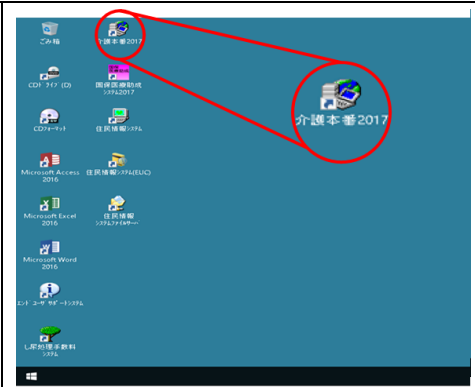 ごみ箱
介護本番2017
CDドライブ (D)
国保医療助成
システム2017
CDフォーマット
住民情報システム
Microsoft Access
2016
住民情報システム(EUC)
Microsoft Excel
2016
住民情報
システムファイルサーバー
Microsoft Word
2016
エンド ユーザ サポートシステム
し尿処理手数料
システム
介護本番2017